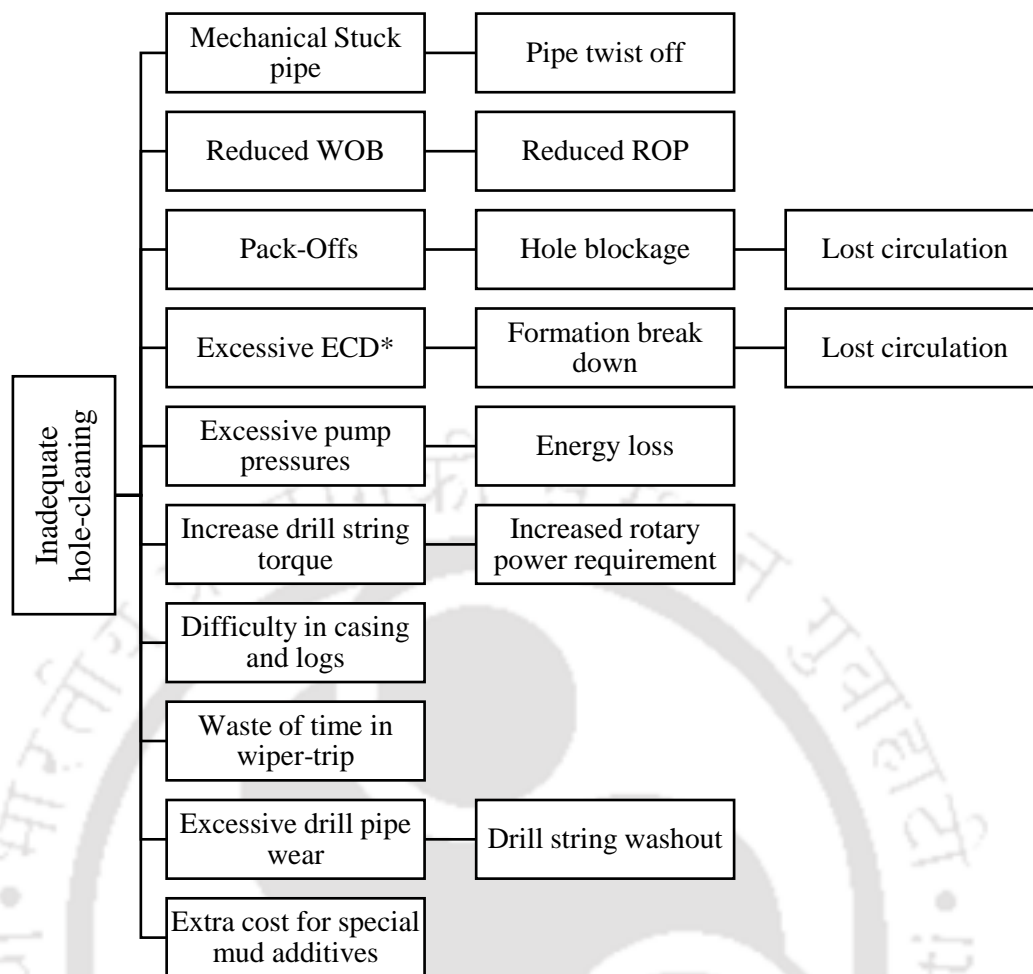 Mechanical Stuck
pipe
Pipe twist off
Reduced WOB
Reduced ROP
Pack-Offs
Hole blockage
Lost circulation
Excessive ECD*
Formation break
down
Lost circulation
Inadequate
hole-cleaning
Excessive pump
pressures
Energy loss
Increase drill string
torque
Increased rotary
power requirement
Difficulty in casing
and logs
Waste of time in
wiper-trip
Excessive drill pipe
wear
Drill string washout
Extra cost for special
mud additives